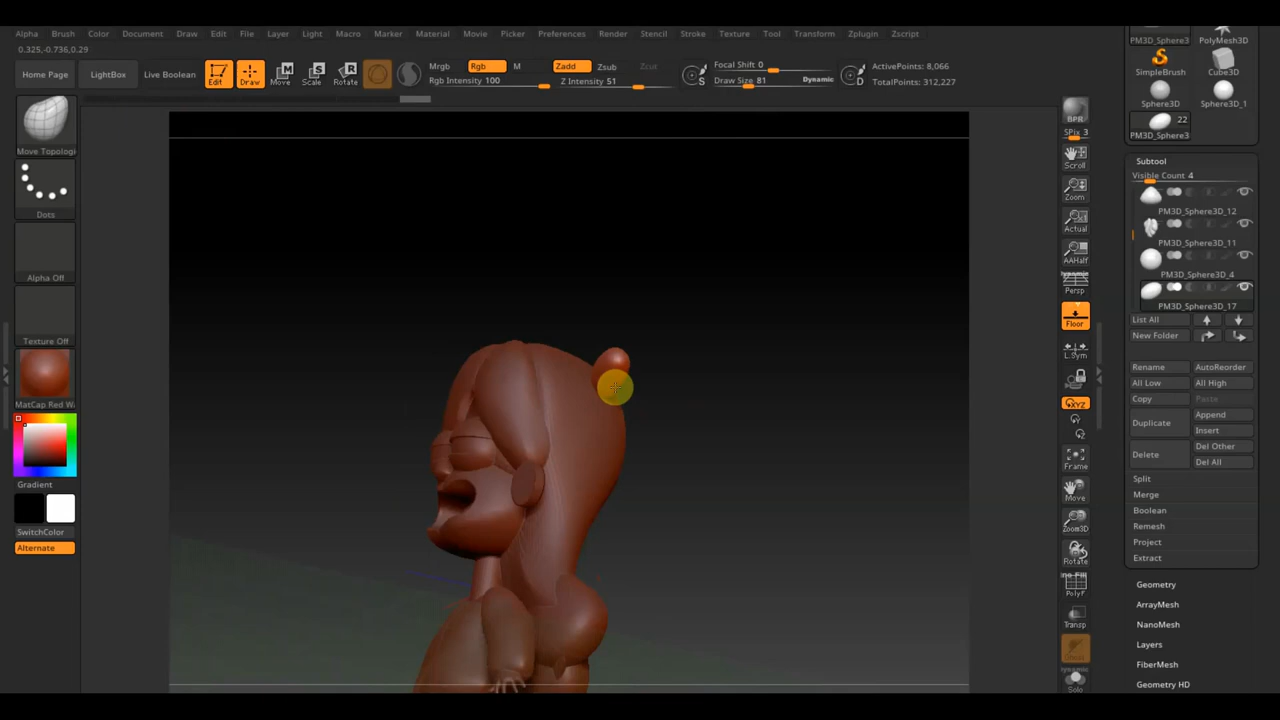 Alpha Brush Color Document Draw Edit File Layer Light Macro Marker Material Movie Picker Preferences Render Stencil Stroke Texture Tool Transform Zplugin Zscript
0.325,-0.736,0.29
Home Page LightBox Live Boolean Edit Draw Move Scale Rotate
Mrgb Rgb M Zadd Zsub Zcut
Rgb Intensity 100 Z Intensity 51
Focal Shift 0
Draw Size 81 Dynamic
S D
ActivePoints: 8,066
TotalPoints: 312,227
Move Topologi
Dots
Alpha Off
Texture Off
MatCap Red Wa
Gradient
SwitchColor
Alternate
BPR
SPix 3
Scroll
Zoom
Actual
AAHalf
Dynamic
Persp
Floor
L.Sym
XYZ
Y
Z
Frame
Move
Zoom3D
Rotate
Line Fill
PolyF
Transp
Dynamic
Solo
PM3D_Sphere3 PolyMesh3D
SimpleBrush Cube3D
Sphere3D Sphere3D_1
22
PM3D_Sphere3
Subtool
Visible Count 4
PM3D_Sphere3D_12
PM3D_Sphere3D_11
PM3D_Sphere3D_4
PM3D_Sphere3D_17
List All
New Folder
Rename AutoReorder
All Low All High
Copy Paste
Duplicate Append
Insert
Delete Del Other
Del All
Split
Merge
Boolean
Remesh
Project
Extract
Geometry
ArrayMesh
NanoMesh
Layers
FiberMesh
Geometry HD